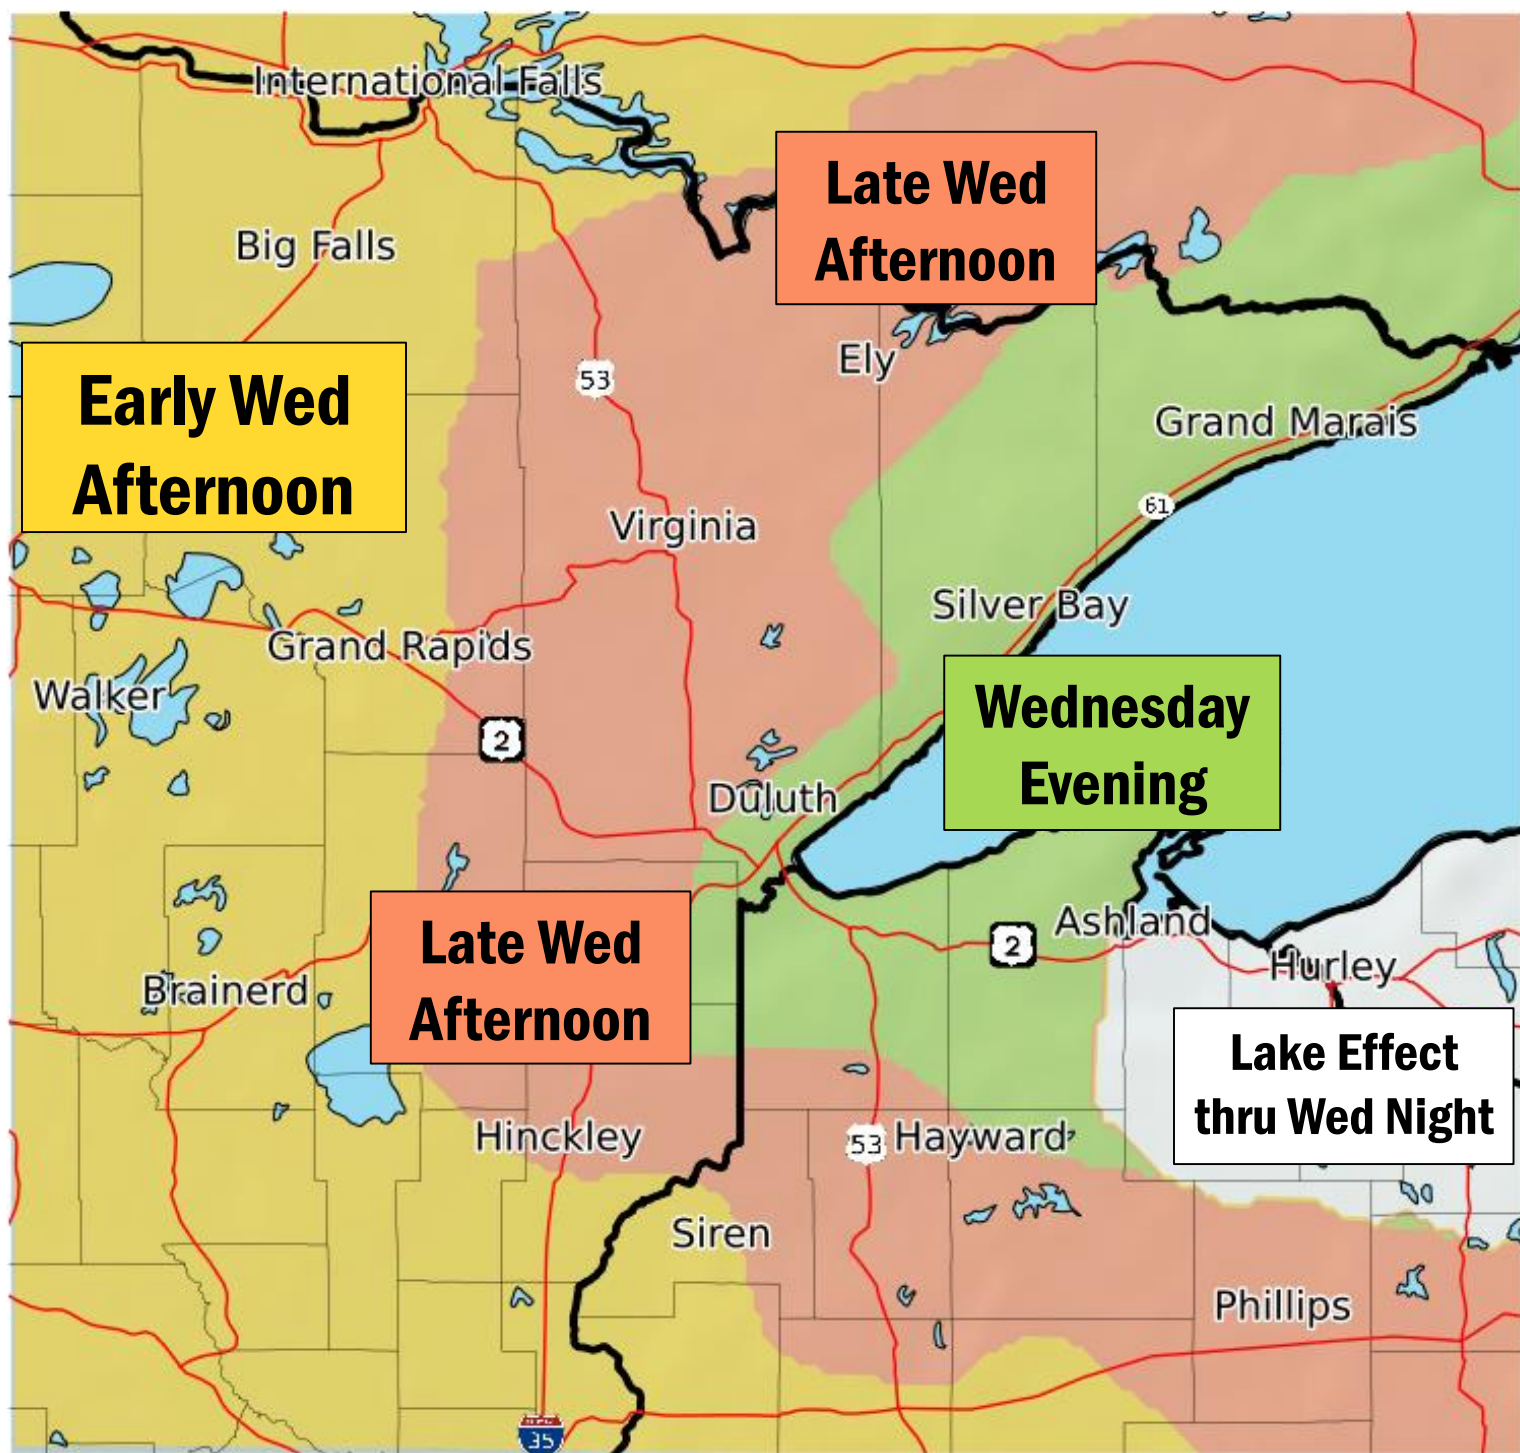 International Falls
Late Wed
Afternoon
Big Falls
Ely
Early Wed
Afternoon
53
Grand Marais
61
Virginia
Silver Bay
Grand Rapids
Walker
Wednesday
Evening
2
Duluth
Ashland
2
Hurley
Late Wed
Afternoon
Brainerd
Lake Effect
thru Wed Night
Hinckley
53
Hayward
Siren
Phillips
35